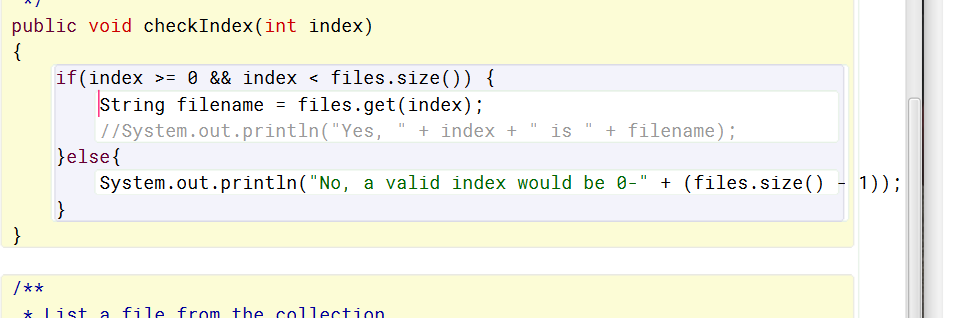 */
public void checkIndex(int index)
{
if(index >= 0 && index < files.size()) {
String filename = files.get(index);
//System.out.println("Yes, " + index + " is " + filename);
}else{
System.out.println("No, a valid index would be 0-" + (files.size() - 1));
}
}
/**
* List a file from the collection